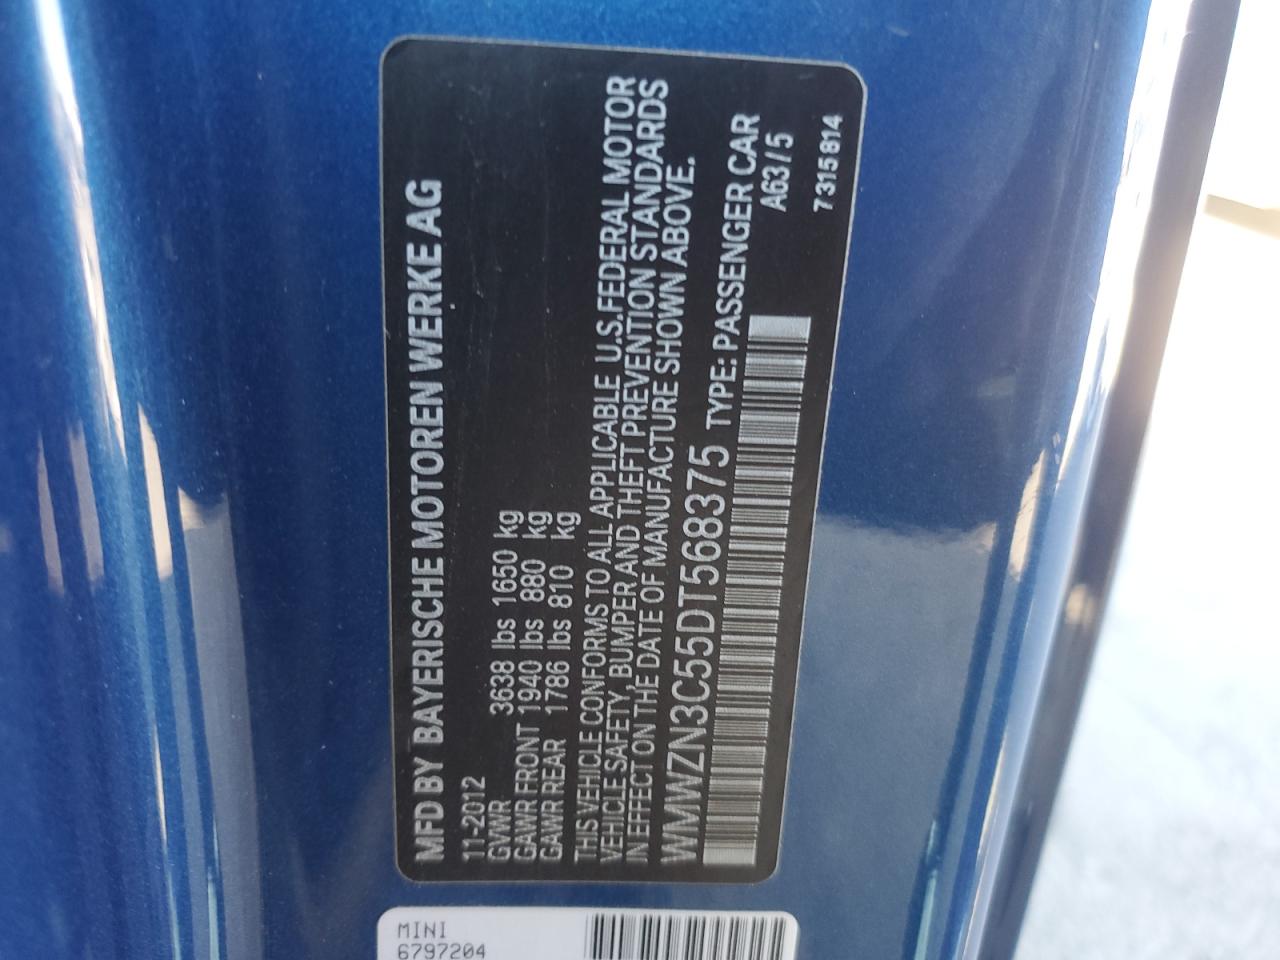 MFD BY BAYERISCHE MOTOREN WERKE AG
11-2012
GVWR 3638 lbs 1650 kg
GAWR FRONT 1940 lbs 880 kg
GAWR REAR 1786 lbs 810 kg
THIS VEHICLE CONFORMS TO ALL APPLICABLE U.S. FEDERAL MOTOR
VEHICLE SAFETY, BUMPER AND THEFT PREVENTION STANDARDS
IN EFFECT ON THE DATE OF MANUFACTURE SHOWN ABOVE.
WMWZN3C55DT568375 TYPE: PASSENGER CAR
A63 / 5
7315814
MINI
6797204